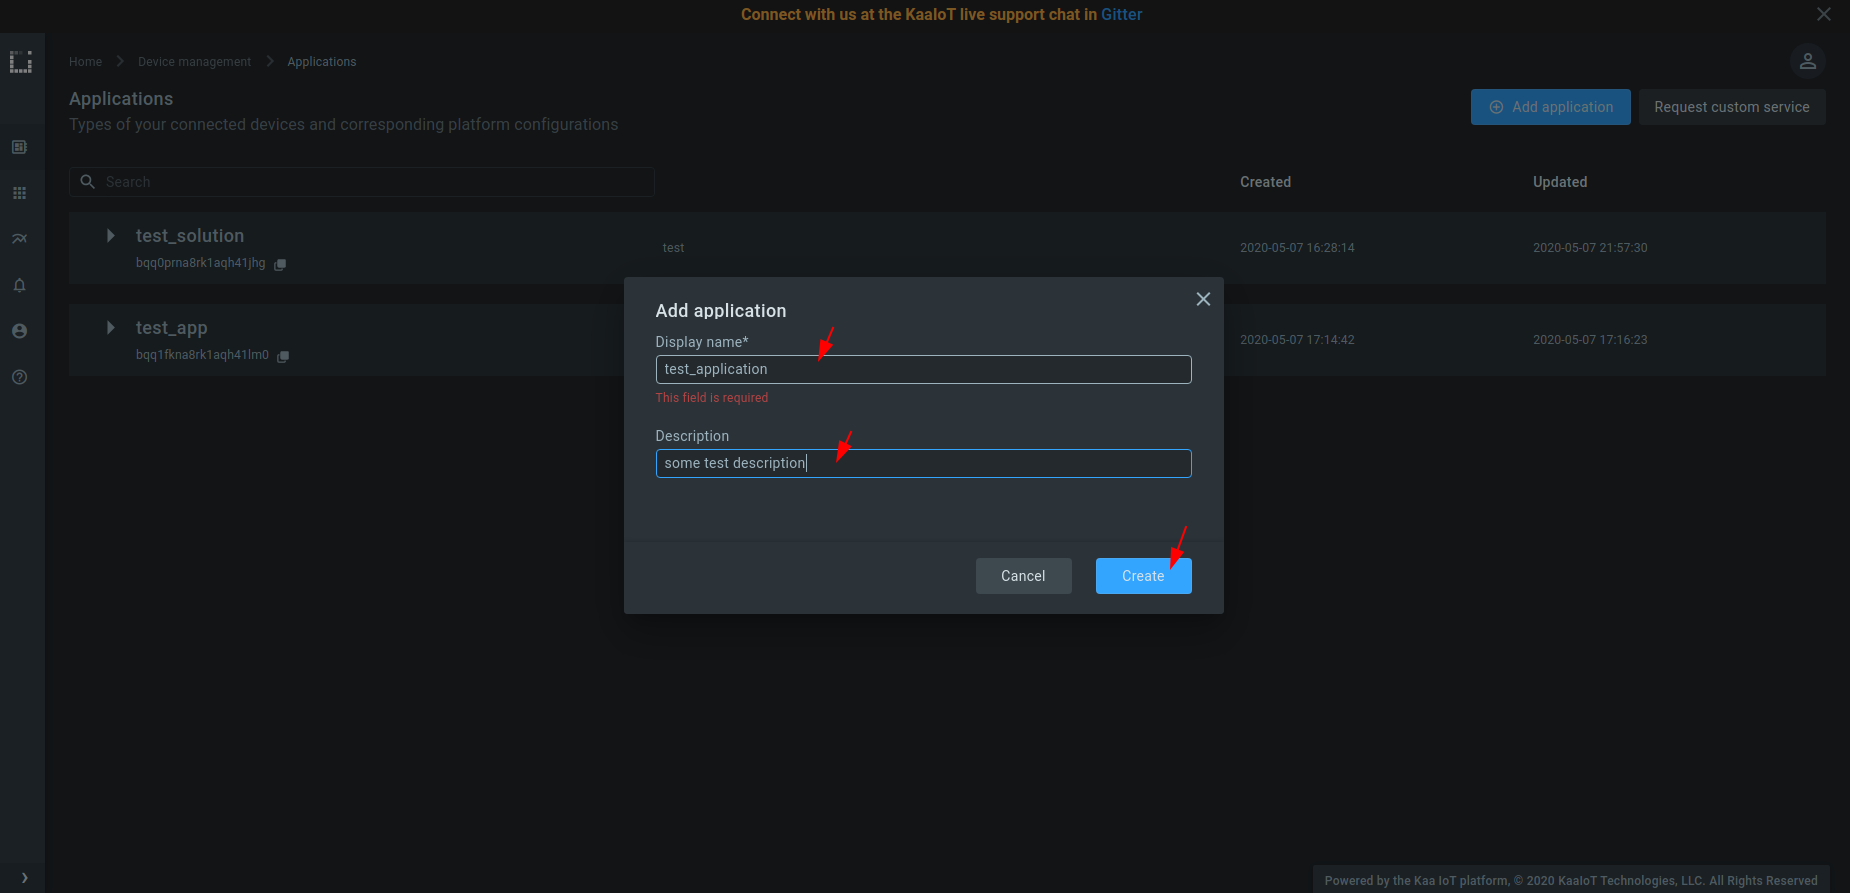 Connect with us at the KaaIoT live support chat in Gitter
Home Device management Applications
Applications
Types of your connected devices and corresponding platform configurations
Add application Request custom service
Search Created Updated
test_solution
bqq0prna8rk1aqh41jhg
test 2020-05-07 16:28:14 2020-05-07 21:57:30
test_app
bqq1fkna8rk1aqh41lm0
2020-05-07 17:14:42 2020-05-07 17:16:23
Add application
Display name*
test_application
This field is required
Description
some test description
Cancel Create
Powered by the Kaa IoT platform, © 2020 KaaIoT Technologies, LLC. All Rights Reserved